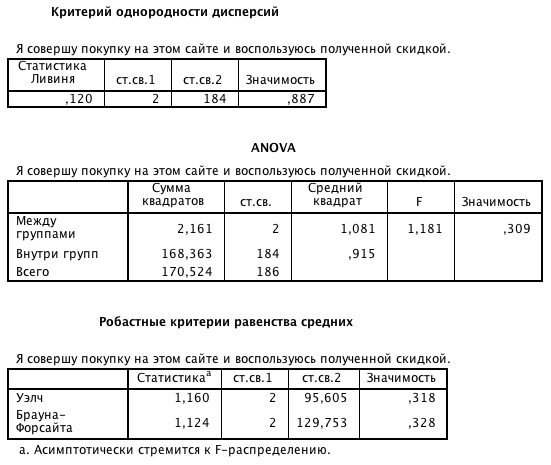 Критерий однородности дисперсий
Я совершу покупку на этом сайте и воспользуюсь полученной скидкой.
Статистика Ливиня ст.св.1 ст.св.2 Значимость
,120 2 184 ,887
ANOVA
Я совершу покупку на этом сайте и воспользуюсь полученной скидкой.
Сумма квадратов ст.св. Средний квадрат F Значимость
Между группами 2,161 2 1,081 1,181 ,309
Внутри групп 168,363 184 ,915
Всего 170,524 186
Робастные критерии равенства средних
Я совершу покупку на этом сайте и воспользуюсь полученной скидкой.
Статистикаa ст.св.1 ст.св.2 Значимость
Уэлч 1,160 2 95,605 ,318
Брауна-Форсайта 1,124 2 129,753 ,328
a. Асимптотически стремится к F-распределению.